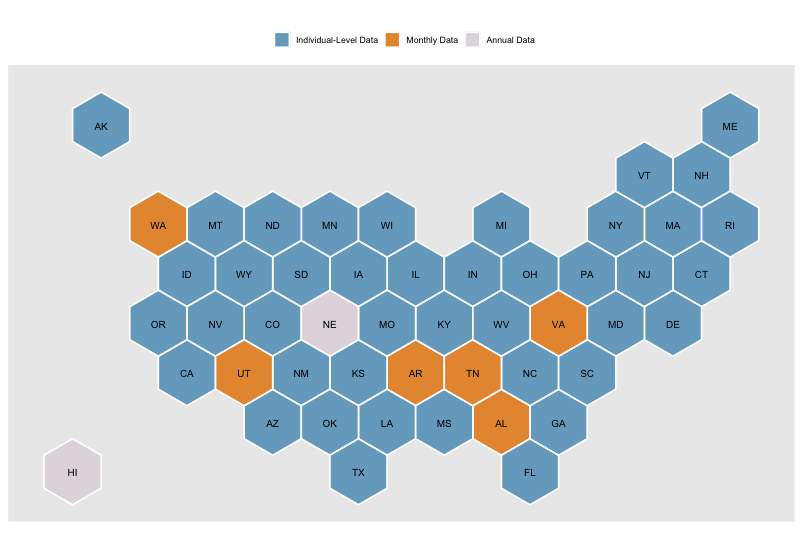 Individual-Level Data Monthly Data Annual Data
AK ME
VT NH
WA MT ND MN WI MI NY MA RI
ID WY SD IA IL IN OH PA NJ CT
OR NV CO NE MO KY WV VA MD DE
CA UT NM KS AR TN NC SC
AZ OK LA MS AL GA
HI TX FL